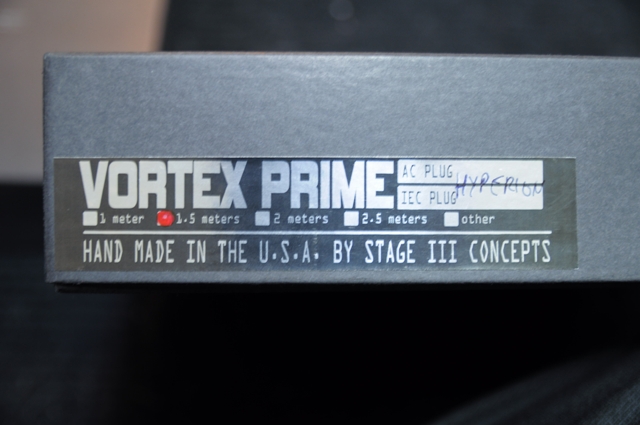 VORTEX PRIME
AC PLUG
HYPERION
IEC PLUG
1 meter 1.5 meters 2 meters 2.5 meters other
HAND MADE IN THE U.S.A. BY STAGE III CONCEPTS